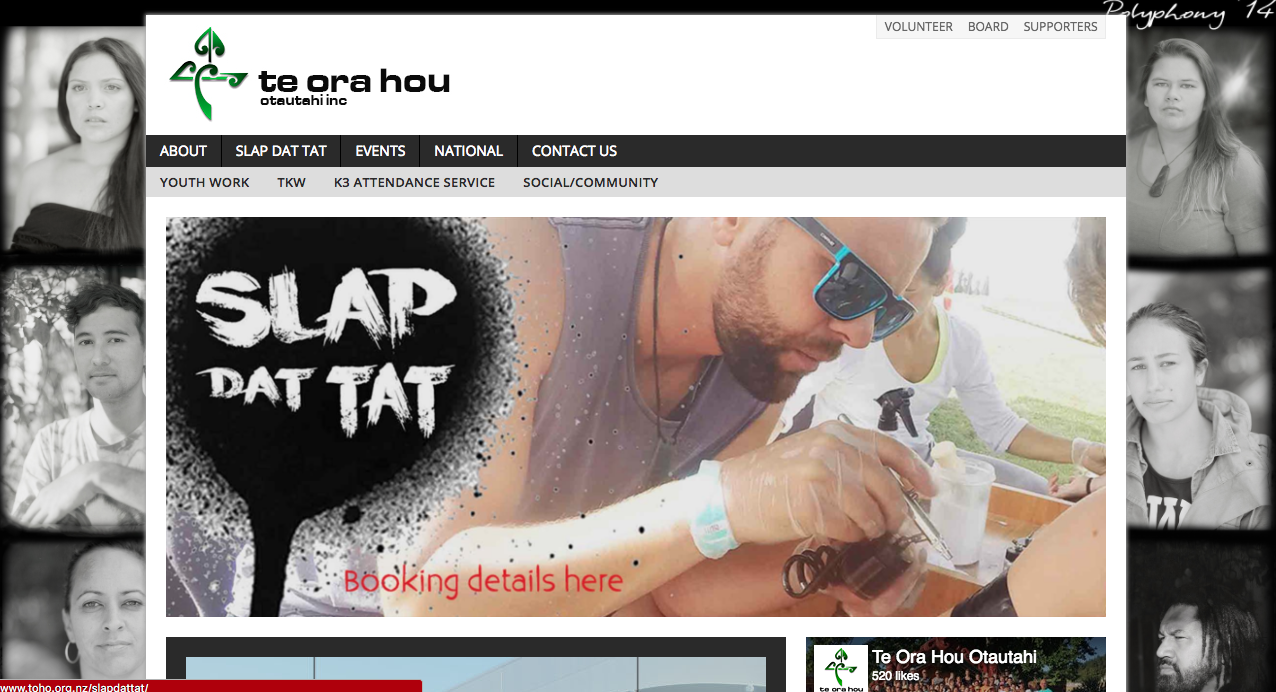 Polyphony '14
VOLUNTEER BOARD SUPPORTERS
te ora hou
otautahi inc
ABOUT SLAP DAT TAT EVENTS NATIONAL CONTACT US
YOUTH WORK TKW K3 ATTENDANCE SERVICE SOCIAL/COMMUNITY
SLAP
DAT TAT
Booking details here
Te Ora Hou Otautahi
520 likes
te ora hou
www.toho.org.nz/slapdattat/